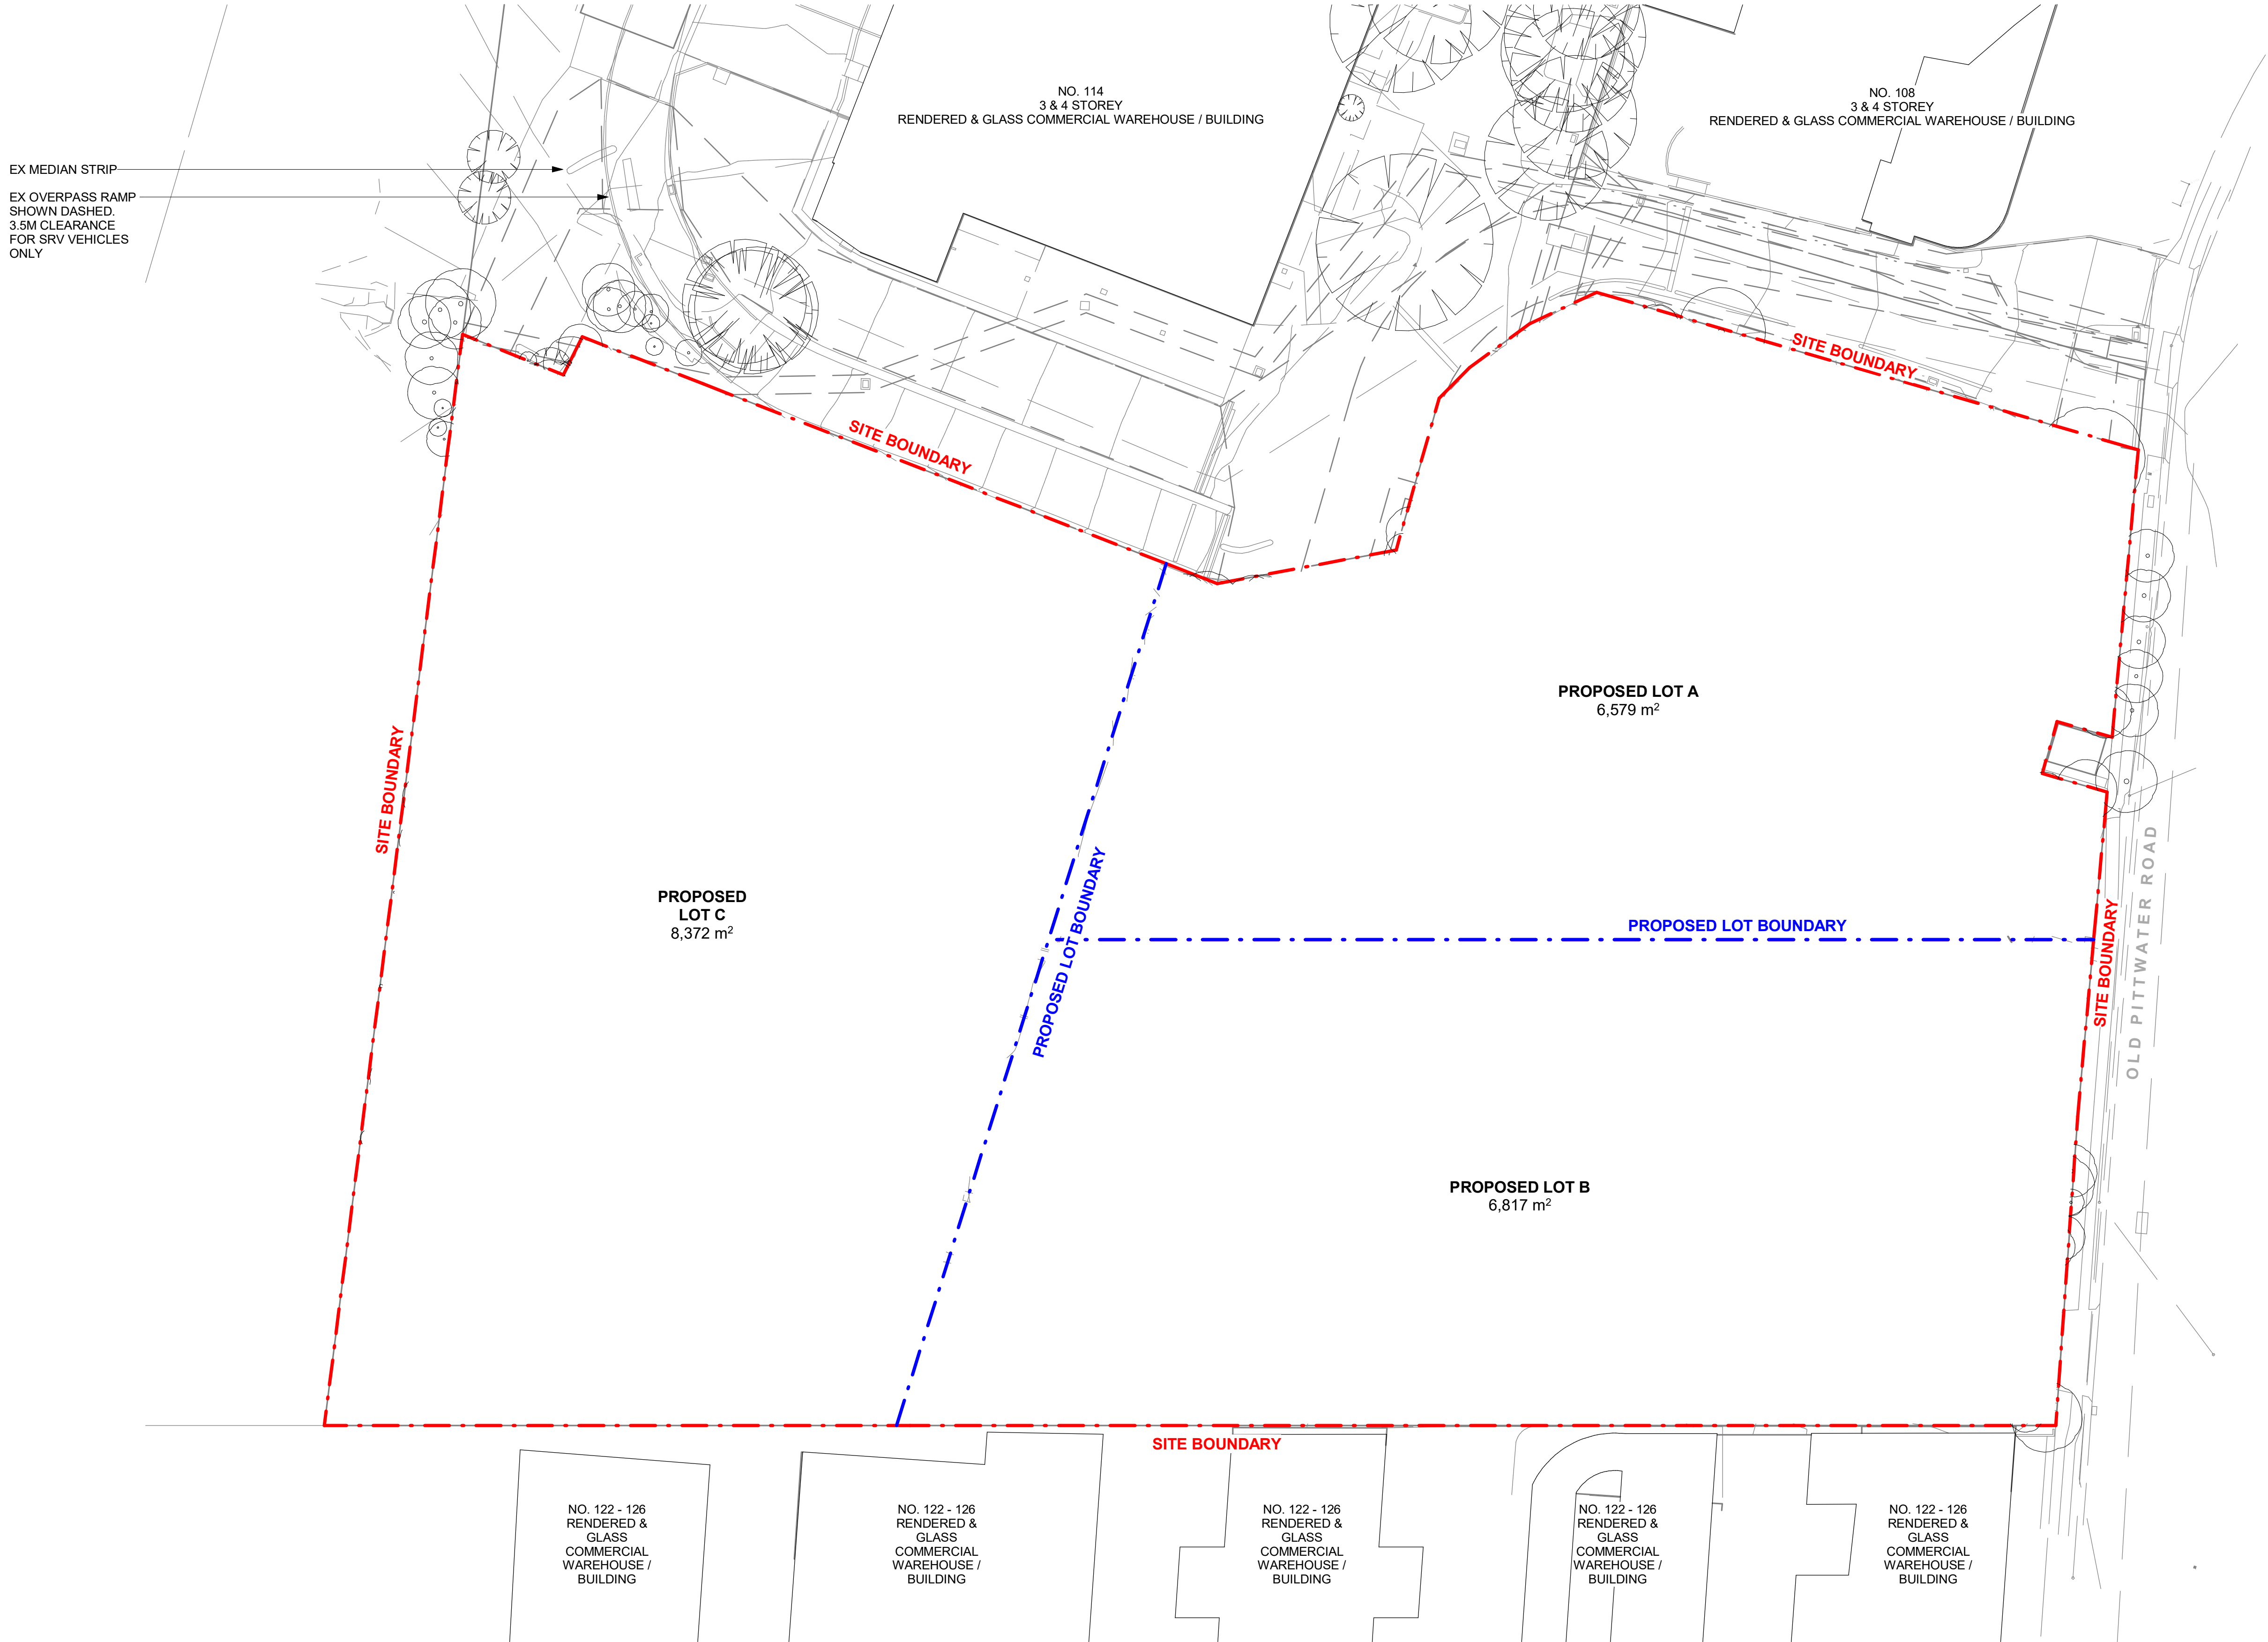 NO. 114
3 & 4 STOREY
RENDERED & GLASS COMMERCIAL WAREHOUSE / BUILDING
NO. 108
3 & 4 STOREY
RENDERED & GLASS COMMERCIAL WAREHOUSE / BUILDING
EX MEDIAN STRIP
EX OVERPASS RAMP
SHOWN DASHED.
3.5M CLEARANCE
FOR SRV VEHICLES
ONLY
SITE BOUNDARY
SITE BOUNDARY
PROPOSED LOT A
6,579 m²
SITE BOUNDARY
PROPOSED
LOT C
8,372 m²
PROPOSED LOT BOUNDARY
PROPOSED LOT BOUNDARY
SITE BOUNDARY
OLD PITTWATER ROAD
PROPOSED LOT B
6,817 m²
SITE BOUNDARY
NO. 122 - 126
RENDERED &
GLASS
COMMERCIAL
WAREHOUSE /
BUILDING
NO. 122 - 126
RENDERED &
GLASS
COMMERCIAL
WAREHOUSE /
BUILDING
NO. 122 - 126
RENDERED &
GLASS
COMMERCIAL
WAREHOUSE /
BUILDING
NO. 122 - 126
RENDERED &
GLASS
COMMERCIAL
WAREHOUSE /
BUILDING
NO. 122 - 126
RENDERED &
GLASS
COMMERCIAL
WAREHOUSE /
BUILDING